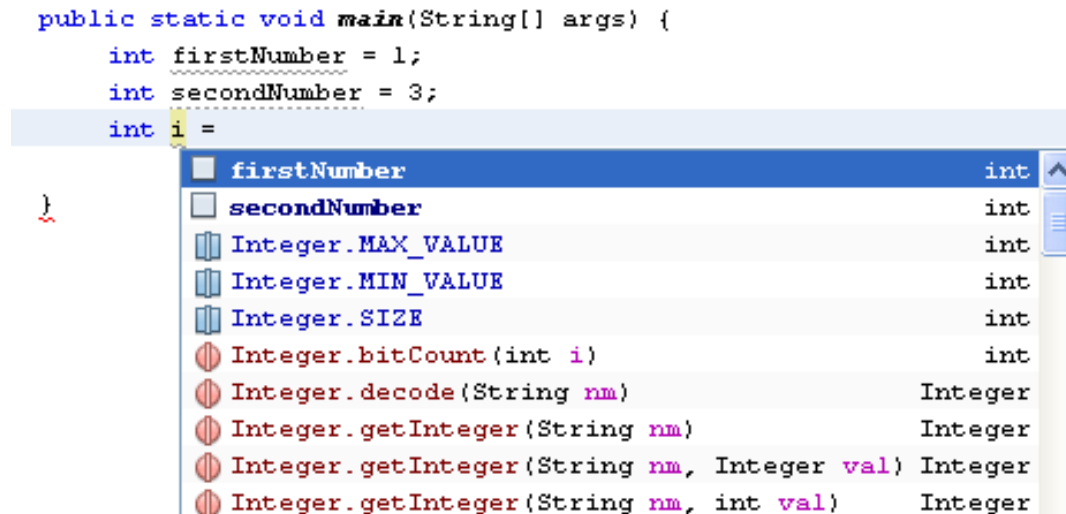 public static void main(String[] args) {
int firstNumber = 1;
int secondNumber = 3;
int i =
firstNumber int
}
secondNumber int
Integer.MAX_VALUE int
Integer.MIN_VALUE int
Integer.SIZE int
Integer.bitCount(int i) int
Integer.decode(String nm) Integer
Integer.getInteger(String nm) Integer
Integer.getInteger(String nm, Integer val) Integer
Integer.getInteger(String nm, int val) Integer